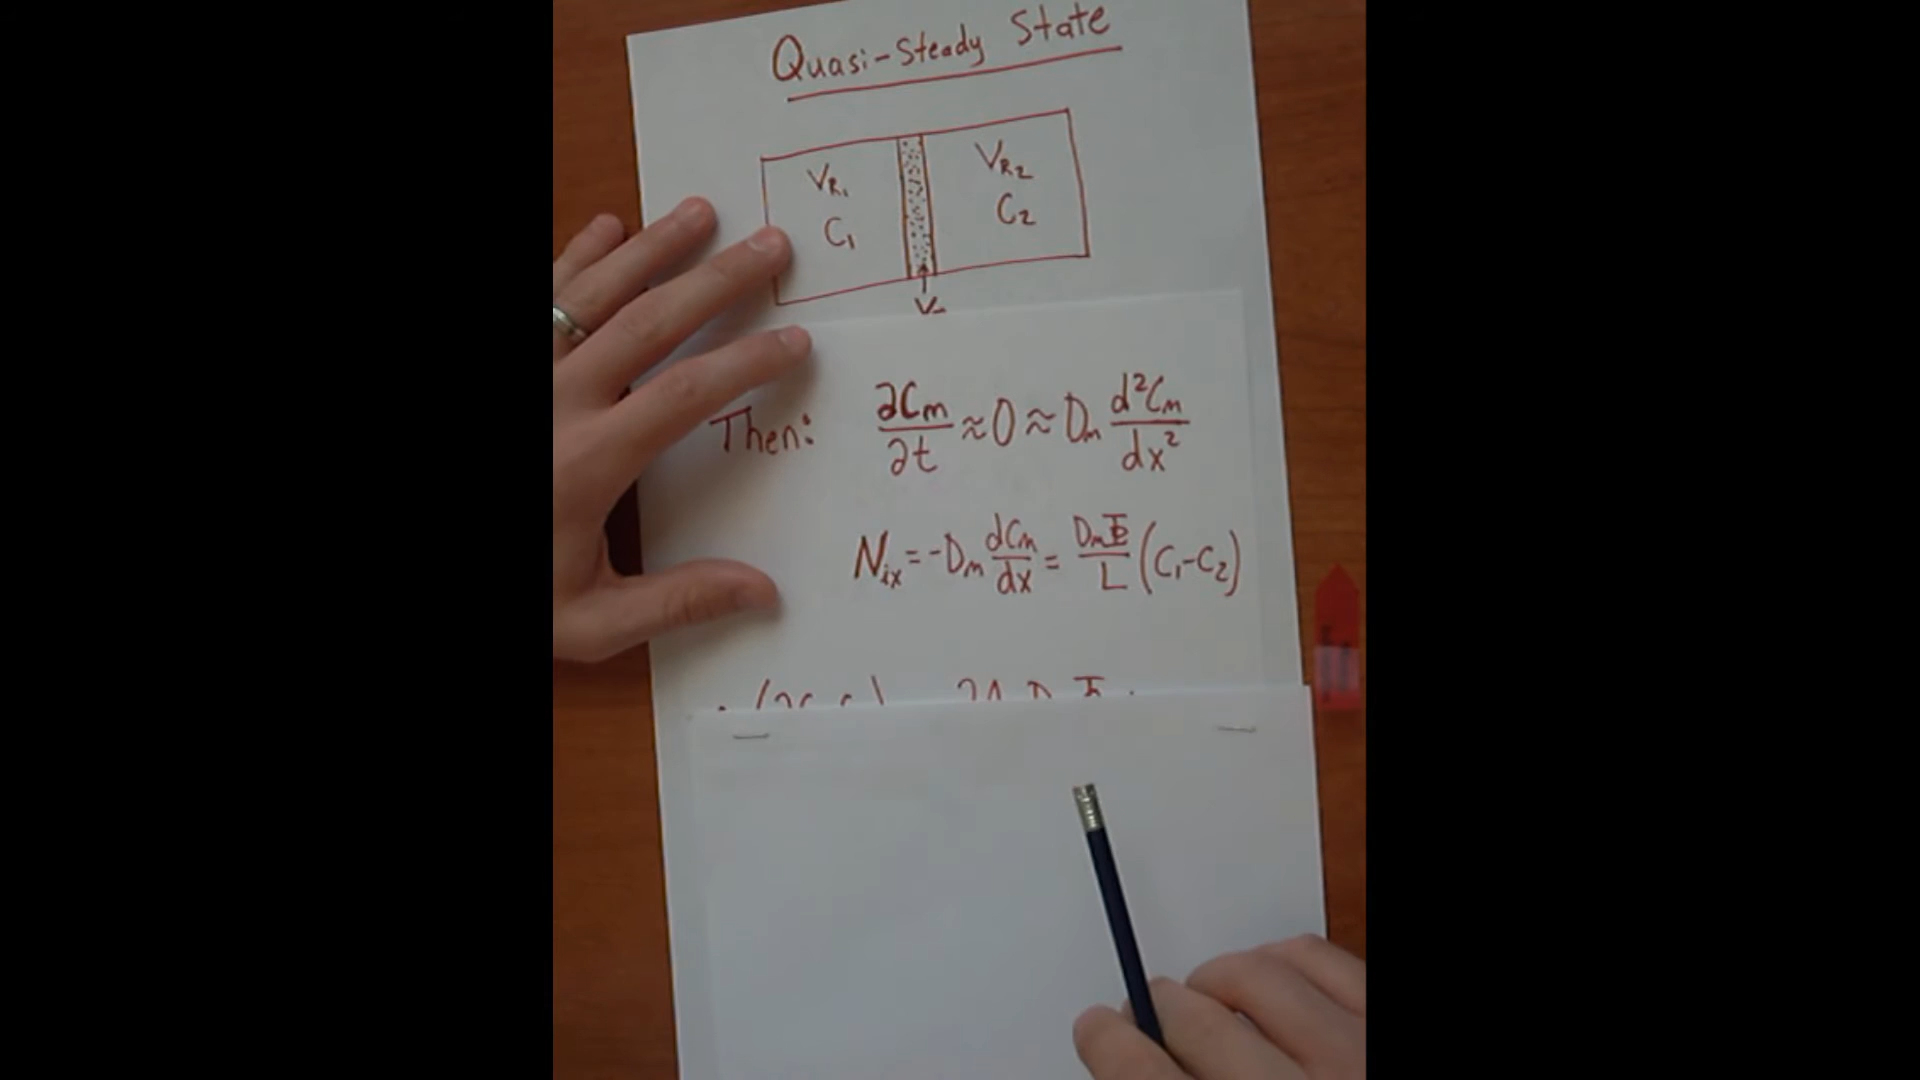 Quasi-Steady State
V_R1 V_R2
C_1 C_2
Then: ∂C_m/∂t ≈ 0 ≈ D_m d²C_m/dx²
N_ix = -D_m dC_m/dx = D_mΦ/L (C_1-C_2)